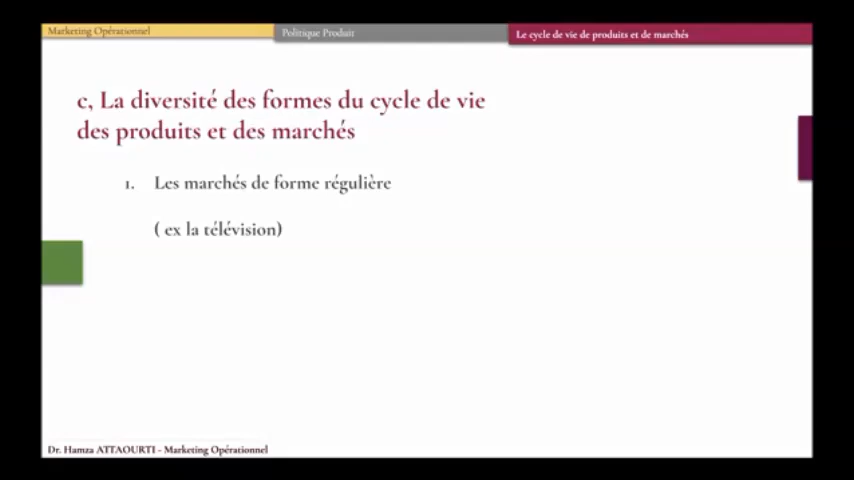 Marketing Opérationnel
Politique Produit
Le cycle de vie de produits et de marchés
c, La diversité des formes du cycle de vie
des produits et des marchés
1. Les marchés de forme régulière
( ex la télévision)
Dr. Hamza ATTAOURTI - Marketing Opérationnel